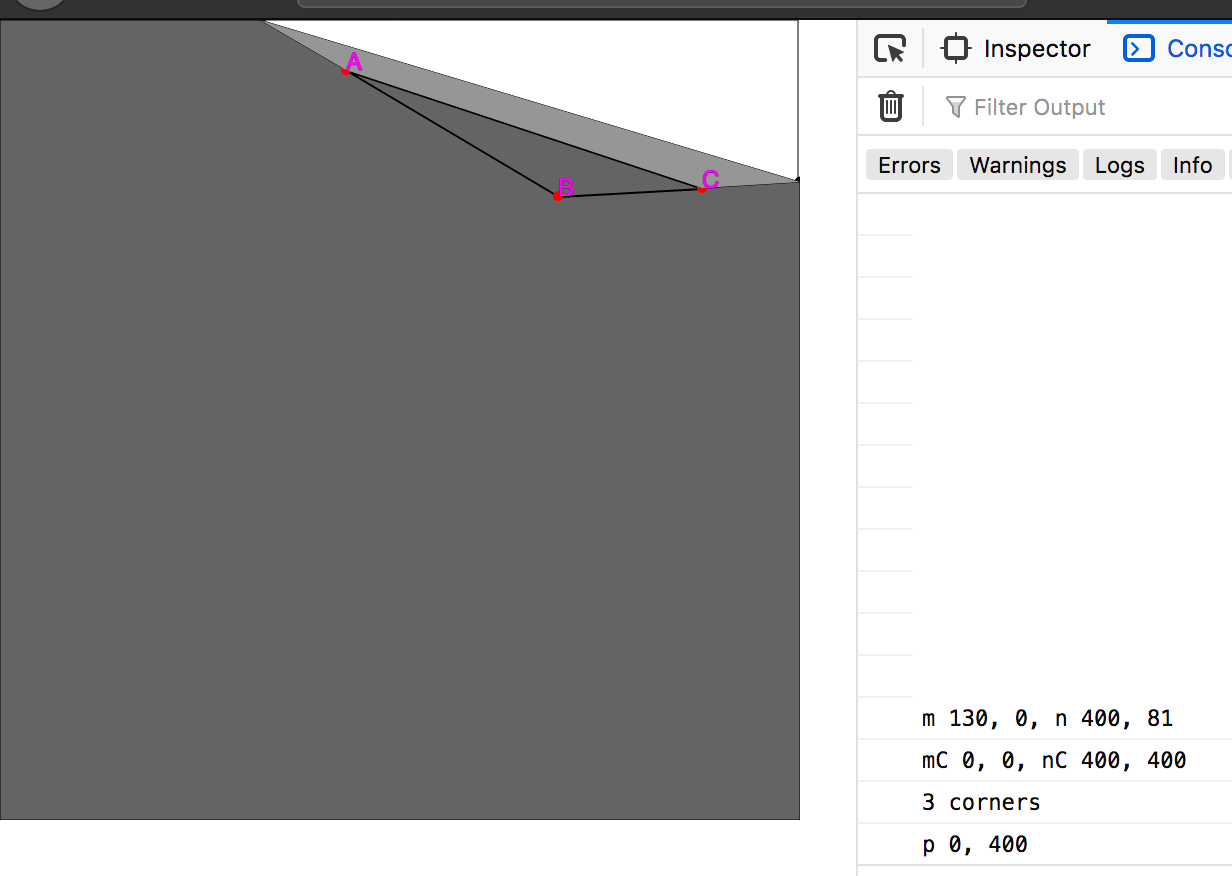 Inspector
Filter Output
Errors Warnings Logs Info
A
B
C
m 130, 0, n 400, 81
mC 0, 0, nC 400, 400
3 corners
p 0, 400